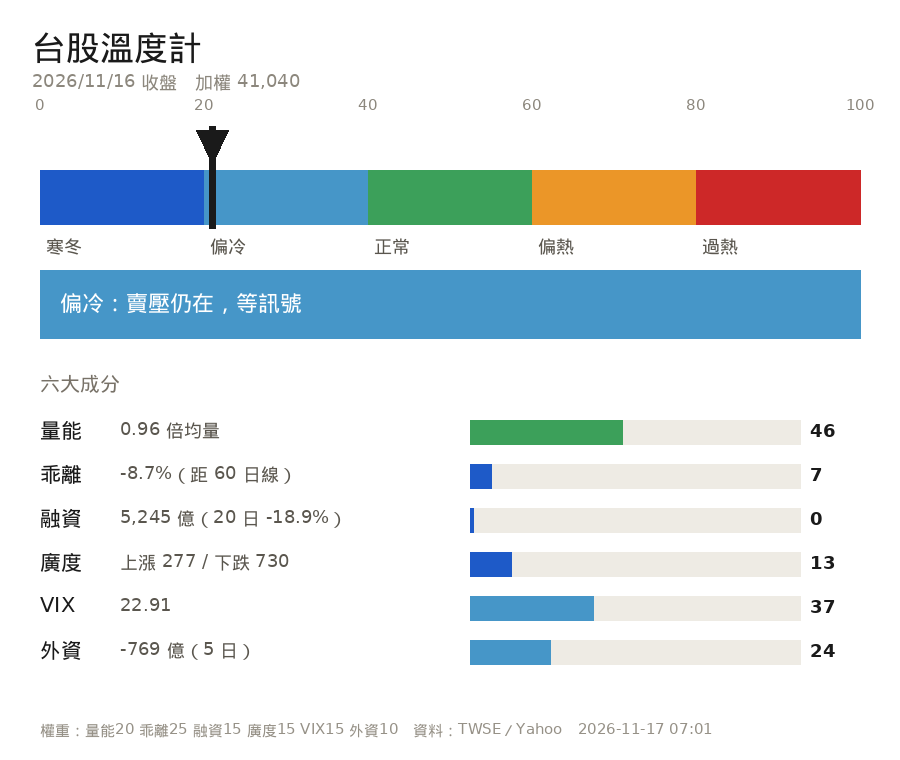 台股溫度計
2026/11/16 收盤 加權 41,040
0 20 40 60 80 100
寒冬 偏冷 正常 偏熱 過熱
偏冷：賣壓仍在，等訊號
六大成分
量能 0.96 倍均量 46
乖離 -8.7%（距 60 日線） 7
融資 5,245 億（20 日 -18.9%） 0
廣度 上漲 277 / 下跌 730 13
VIX 22.91 37
外資 -769 億（5 日） 24
權重：量能20 乖離25 融資15 廣度15 VIX15 外資10 資料：TWSE／Yahoo 2026-11-17 07:01